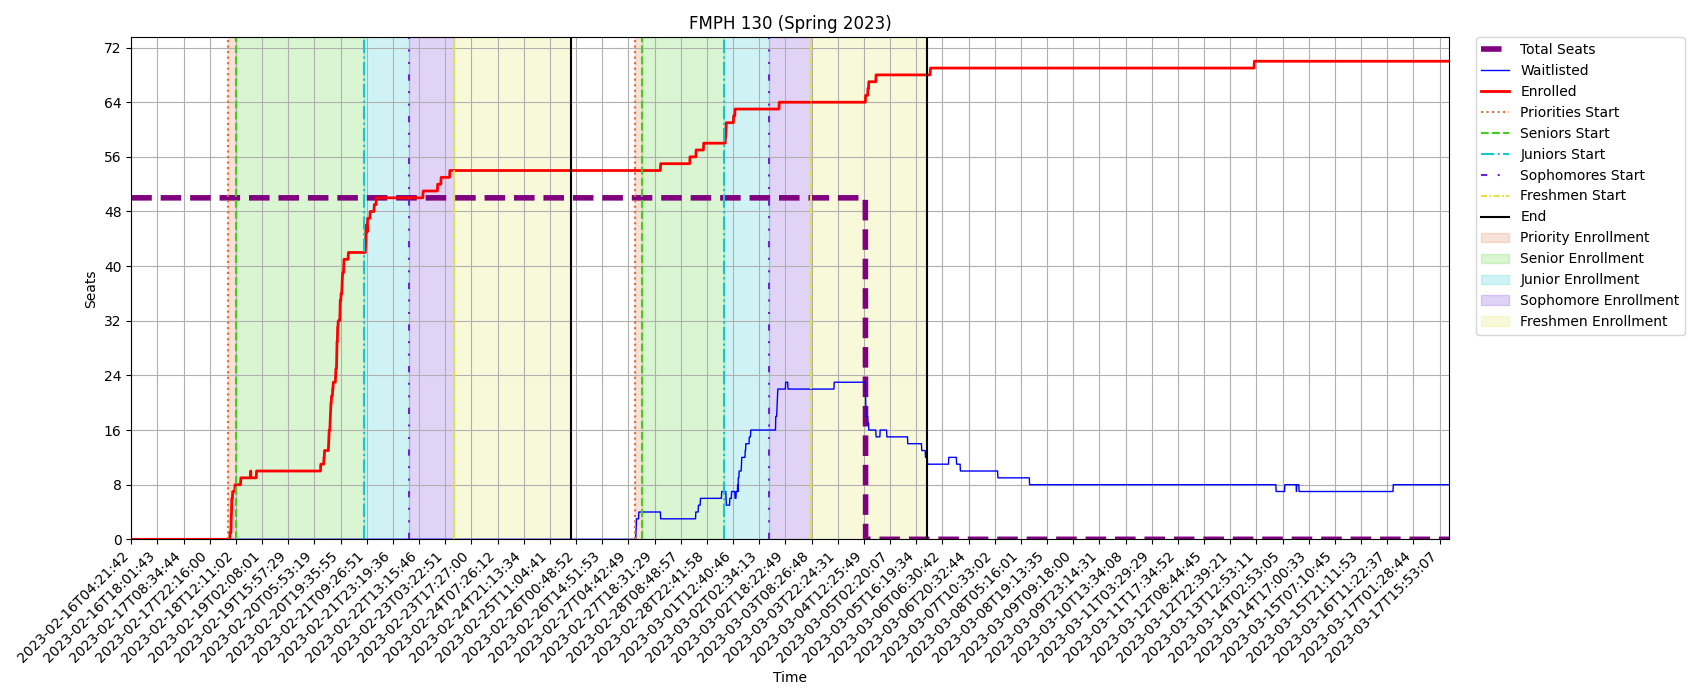 FMPH 130 (Spring 2023)
Seats
72
64
56
48
40
32
24
16
8
0
2023-02-16T04:21:42
2023-02-16T18:01:43
2023-02-17T08:34:44
2023-02-17T22:16:00
2023-02-18T12:11:02
2023-02-19T02:08:01
2023-02-19T15:57:29
2023-02-20T05:53:19
2023-02-20T19:35:55
2023-02-21T09:26:51
2023-02-21T23:19:36
2023-02-22T13:15:46
2023-02-23T03:22:51
2023-02-23T17:27:00
2023-02-24T07:26:12
2023-02-24T21:13:34
2023-02-25T11:04:41
2023-02-26T00:48:52
2023-02-26T14:51:53
2023-02-27T04:42:49
2023-02-27T18:31:29
2023-02-28T08:48:57
2023-02-28T22:41:58
2023-03-01T12:40:46
2023-03-02T02:34:13
2023-03-02T18:22:49
2023-03-03T08:26:48
2023-03-03T22:24:31
2023-03-04T12:25:49
2023-03-05T02:20:07
2023-03-05T16:19:34
2023-03-06T06:30:42
2023-03-06T20:32:44
2023-03-07T10:33:02
2023-03-08T05:16:01
2023-03-08T19:13:35
2023-03-09T09:18:00
2023-03-09T23:14:31
2023-03-10T13:34:08
2023-03-11T03:29:29
2023-03-11T17:34:52
2023-03-12T08:44:45
2023-03-12T22:39:21
2023-03-13T12:53:11
2023-03-14T02:53:05
2023-03-14T17:00:33
2023-03-15T07:10:45
2023-03-15T21:11:53
2023-03-16T11:22:37
2023-03-17T01:28:44
2023-03-17T15:53:07
Time
Total Seats
Waitlisted
Enrolled
Priorities Start
Seniors Start
Juniors Start
Sophomores Start
Freshmen Start
End
Priority Enrollment
Senior Enrollment
Junior Enrollment
Sophomore Enrollment
Freshmen Enrollment